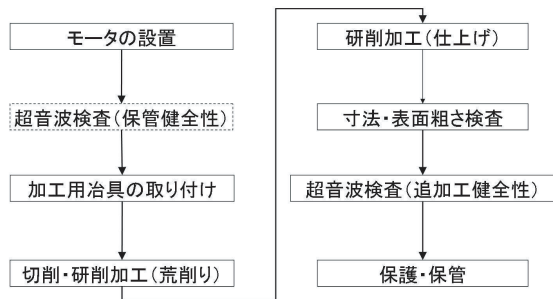 モータの設置
超音波検査(保管健全性)
加工用冶具の取り付け
切削・研削加工(荒削り)
研削加工(仕上げ)
寸法・表面粗さ検査
超音波検査(追加工健全性)
保護・保管